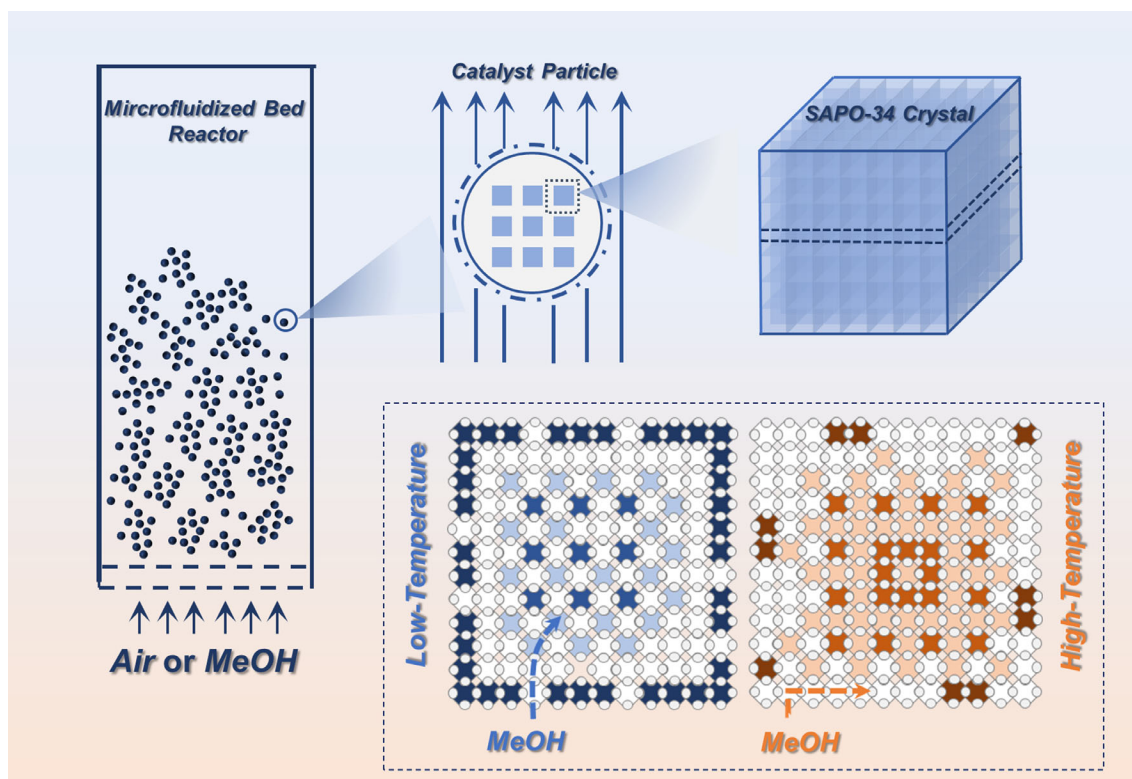 Mircrofluidized Bed
Reactor
Catalyst Particle
SAPO-34 Crystal
Air or MeOH
Low-Temperature
MeOH
MeOH
High-Temperature